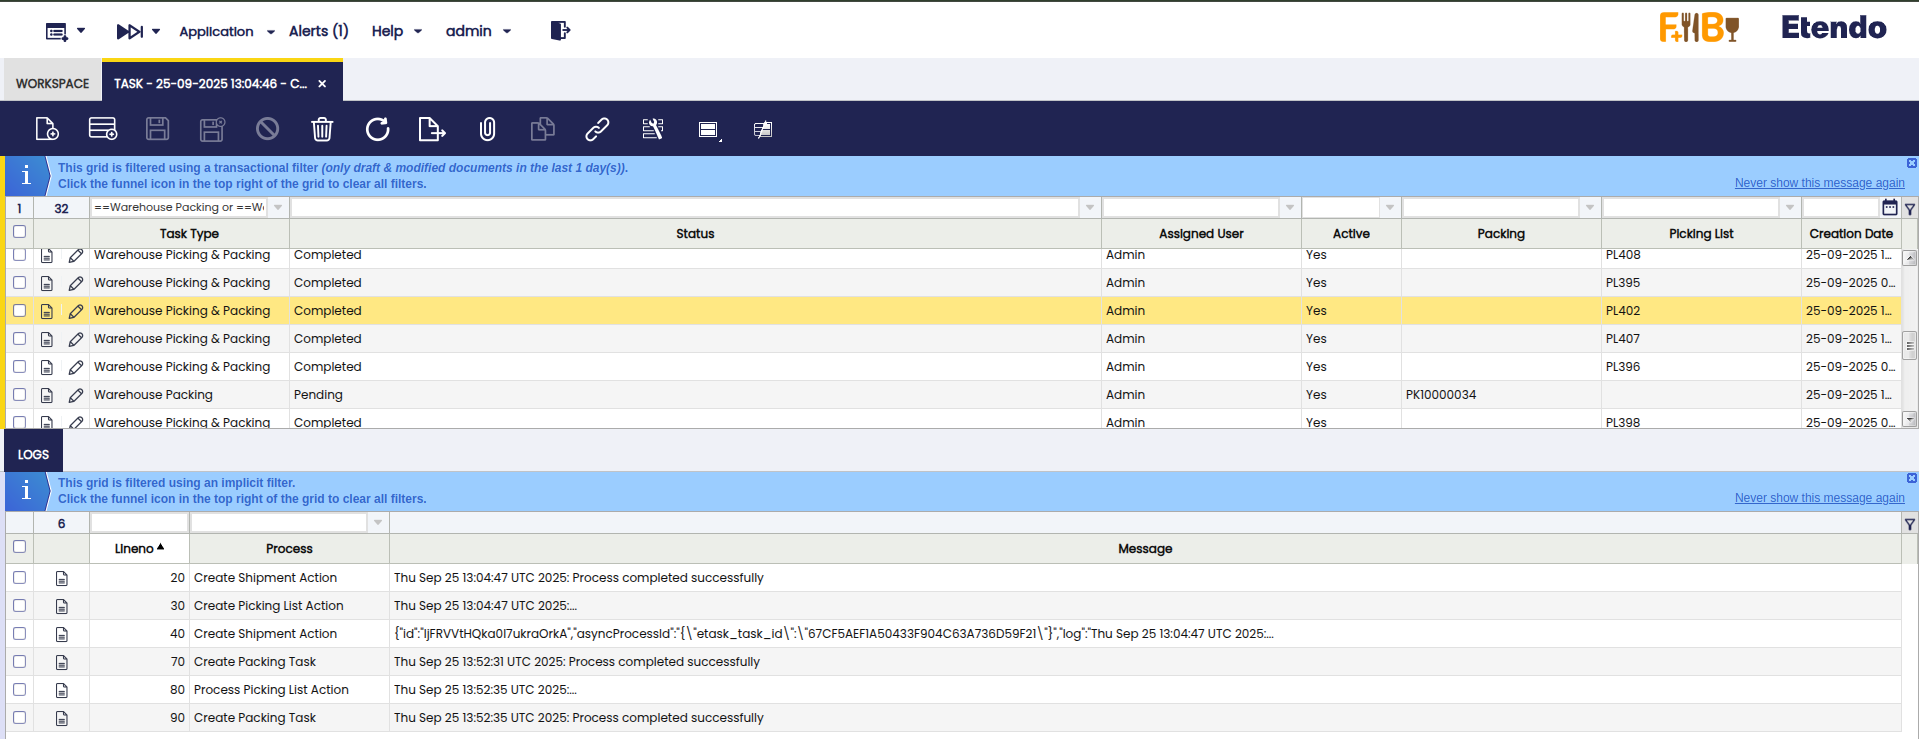 Application Alerts (1) Help admin F+IIB Etendo
WORKSPACE TASK - 25-09-2025 13:04:46 - C... ×
This grid is filtered using a transactional filter (only draft & modified documents in the last 1 day(s)).
Click the funnel icon in the top right of the grid to clear all filters.
Never show this message again
1 32 ==Warehouse Packing or ==W
Task Type Status Assigned User Active Packing Picking List Creation Date
Warehouse Picking & Packing Completed Admin Yes PL408 25-09-2025 1...
Warehouse Picking & Packing Completed Admin Yes PL395 25-09-2025 0...
Warehouse Picking & Packing Completed Admin Yes PL402 25-09-2025 1...
Warehouse Picking & Packing Completed Admin Yes PL407 25-09-2025 1...
Warehouse Picking & Packing Completed Admin Yes PL396 25-09-2025 0...
Warehouse Packing Pending Admin Yes PK10000034 25-09-2025 1...
Warehouse Picking & Packing Completed Admin Yes PL398 25-09-2025 0...
LOGS
This grid is filtered using an implicit filter.
Click the funnel icon in the top right of the grid to clear all filters.
Never show this message again
6
Lineno Process Message
20 Create Shipment Action Thu Sep 25 13:04:47 UTC 2025: Process completed successfully
30 Create Picking List Action Thu Sep 25 13:04:47 UTC 2025:...
40 Create Shipment Action {"id":"IjFRVVtHQka0I7ukraOrkA","asyncProcessId":"{\"etask_task_id\":\"67CF5AEF1A50433F904C63A736D59F21\"}","log":"Thu Sep 25 13:04:47 UTC 2025:...
70 Create Packing Task Thu Sep 25 13:52:31 UTC 2025: Process completed successfully
80 Process Picking List Action Thu Sep 25 13:52:35 UTC 2025:...
90 Create Packing Task Thu Sep 25 13:52:35 UTC 2025: Process completed successfully